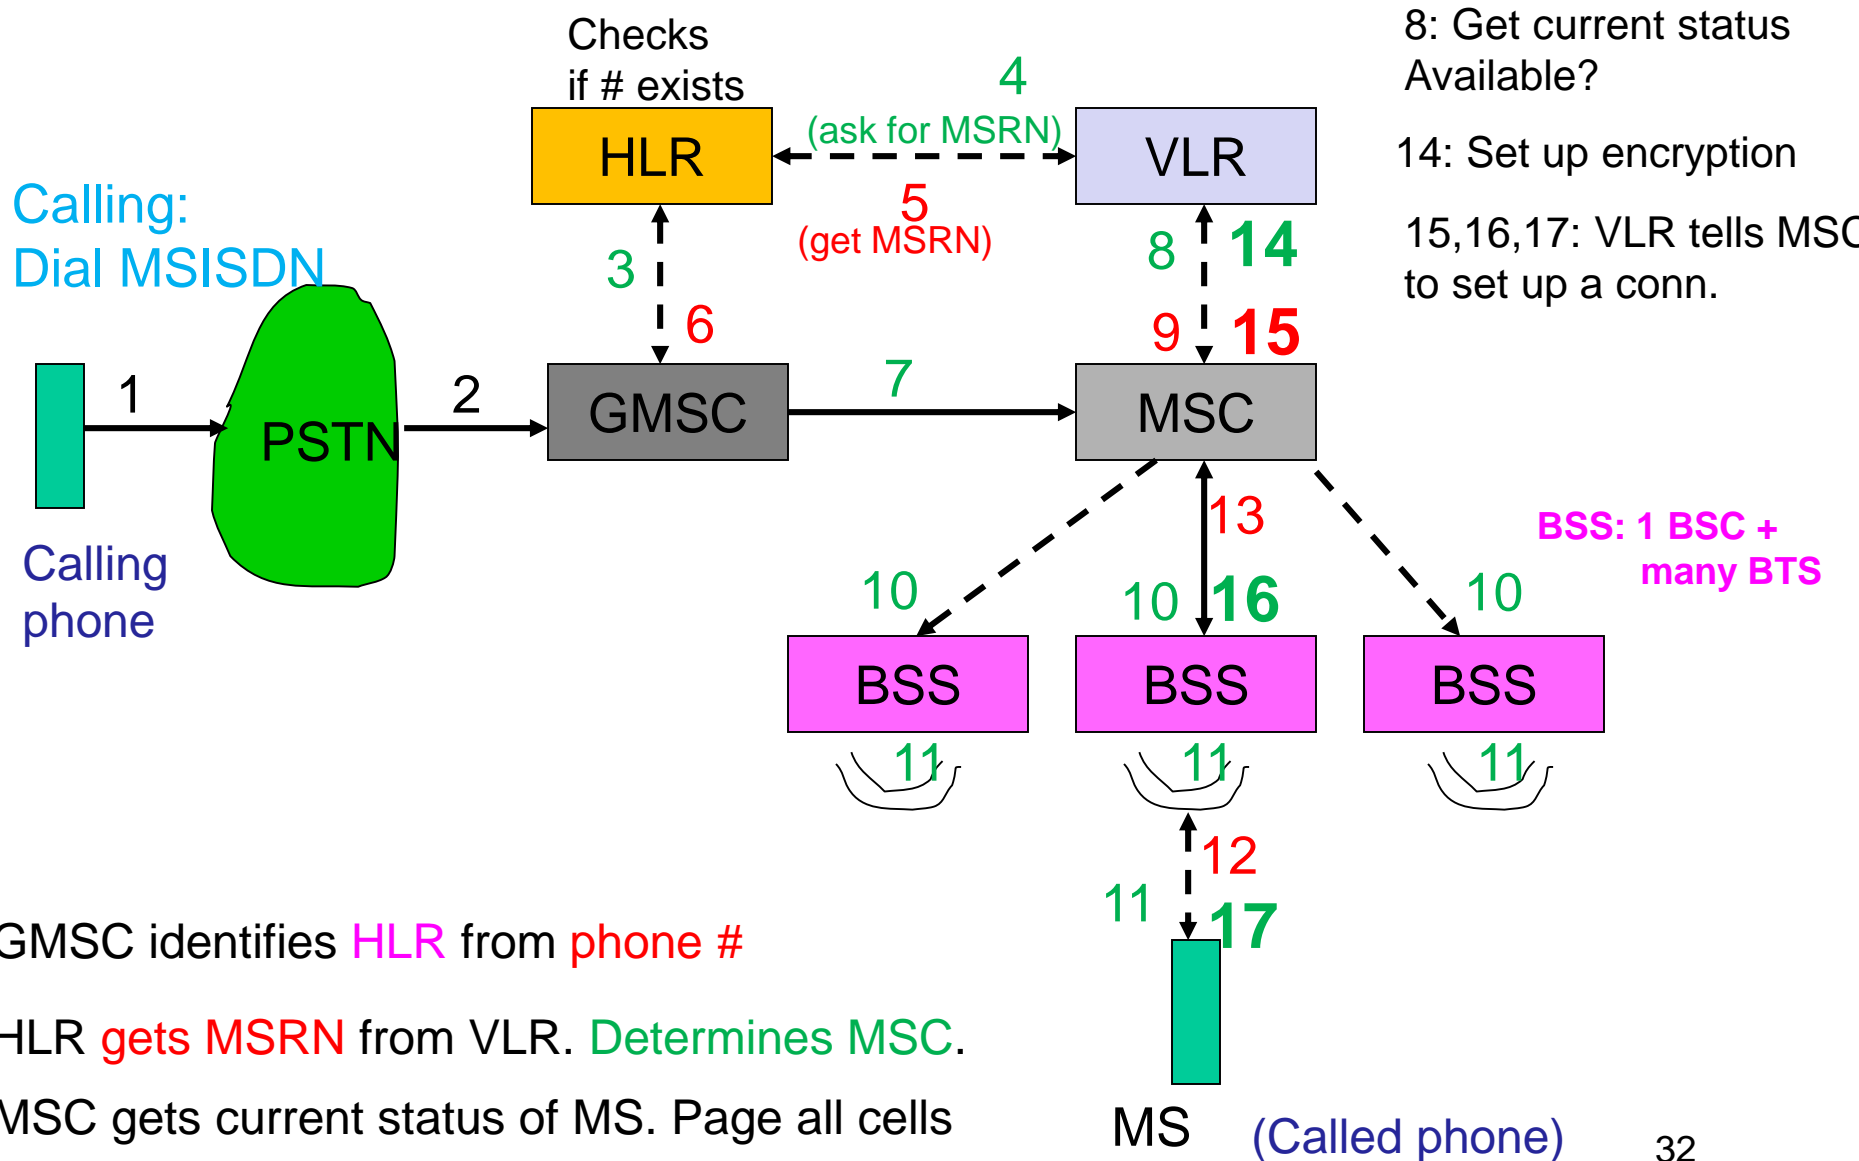 Checks
if # exists
8: Get current status
Available?
4
(ask for MSRN)
HLR
VLR
14: Set up encryption
Calling:
Dial MSISDN
5
(get MSRN)
3
8 14
15,16,17: VLR tells MSC
to set up a conn.
6
9 15
1
2
7
PSTN
GMSC
MSC
Calling
phone
13
BSS: 1 BSC +
many BTS
10
10 16
10
BSS
BSS
BSS
11
11
11
12
11
17
GMSC identifies HLR from phone #
HLR gets MSRN from VLR. Determines MSC.
MSC gets current status of MS. Page all cells
MS
(Called phone)
32